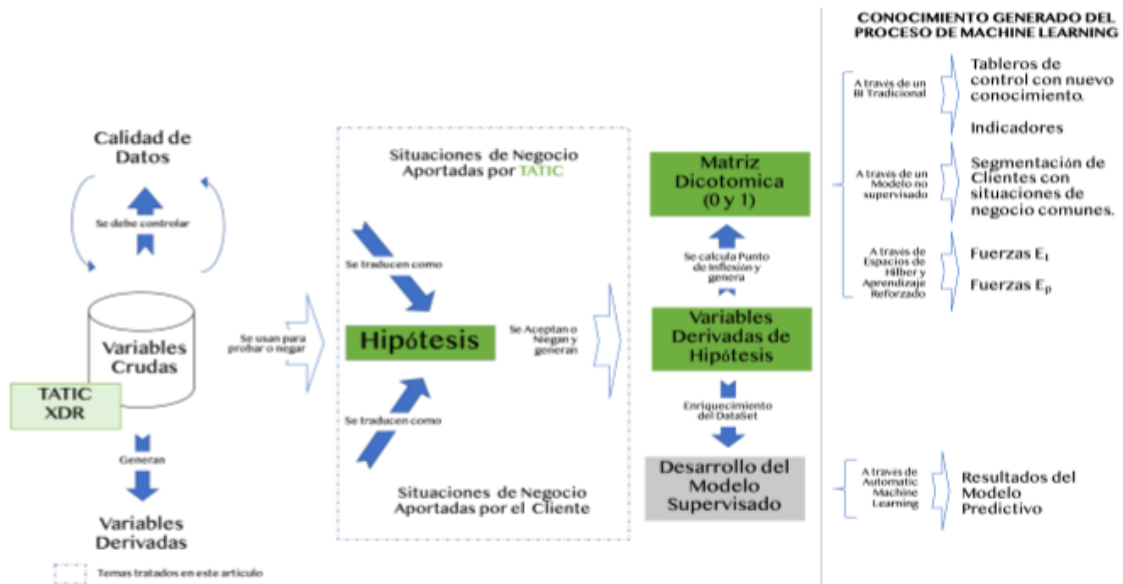 CONOCIMIENTO GENERADO DEL
PROCESO DE MACHINE LEARNING
Calidad de
Datos
Se debe controlar
Variables
Crudas
TATIC
XDR
Generan
Variables
Derivadas
Temas tratados en este artículo
Se usan para
probar o negar
Situaciones de Negocio
Aportadas por TATIC
Se traducen como
Hipótesis
Se traducen como
Situaciones de Negocio
Aportadas por el Cliente
Se Aceptan o
Niegan y
generan
Matriz
Dicotomica
(0 y 1)
Se calcula Punto
de Inflexión y
genera
Variables
Derivadas de
Hipótesis
Enriquecimiento
del DataSet
Desarrollo del
Modelo
Supervisado
A través de un
BI Tradicional
Tableros de
control con nuevo
conocimiento.
Indicadores
A través de un
Modelo no
supervisado
Segmentación de
Clientes con
situaciones de
negocio comunes.
A través de
Espacios de
Hilber y
Aprendizaje
Reforzado
Fuerzas E₁
Fuerzas Eₚ
A través de
Automatic
Machine
Learning
Resultados del
Modelo
Predictivo